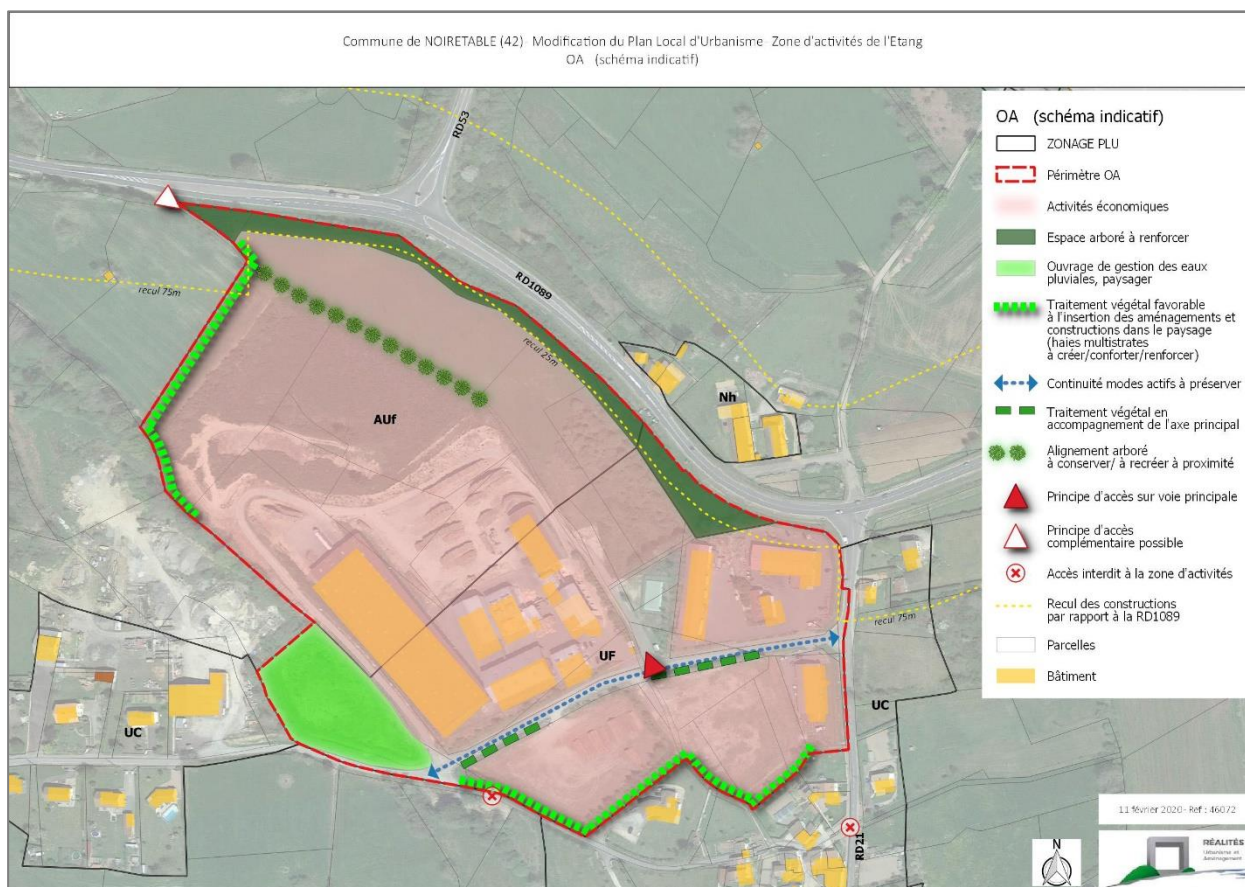 Commune de NOIRETABLE (42) Modification du Plan Local d'Urbanisme Zone d'activités de l'Etang
OA (schéma indicatif)
RD53
recul 75m
RD1089
recul 25m
Nh
AUf
UF
recul 75m
UC
UC
RD21
OA (schéma indicatif)
ZONAGE PLU
Périmètre OA
Activités économiques
Espace arboré à renforcer
Ouvrage de gestion des eaux
pluviales, paysager
Traitement végétal favorable
à l'insertion des aménagements et
constructions dans le paysage
(haies multistrates
à créer/conforter/renforcer)
Continuité modes actifs à préserver
Traitement végétal en
accompagnement de l'axe principal
Alignement arboré
à conserver/ à recréer à proximité
Principe d'accès sur voie principale
Principe d'accès
complémentaire possible
Accès interdit à la zone d'activités
Recul des constructions
par rapport à la RD1089
Parcelles
Bâtiment
11 février 2020- Ref : 46072
N
RÉALITÉS
Urbanisme et
Aménagement